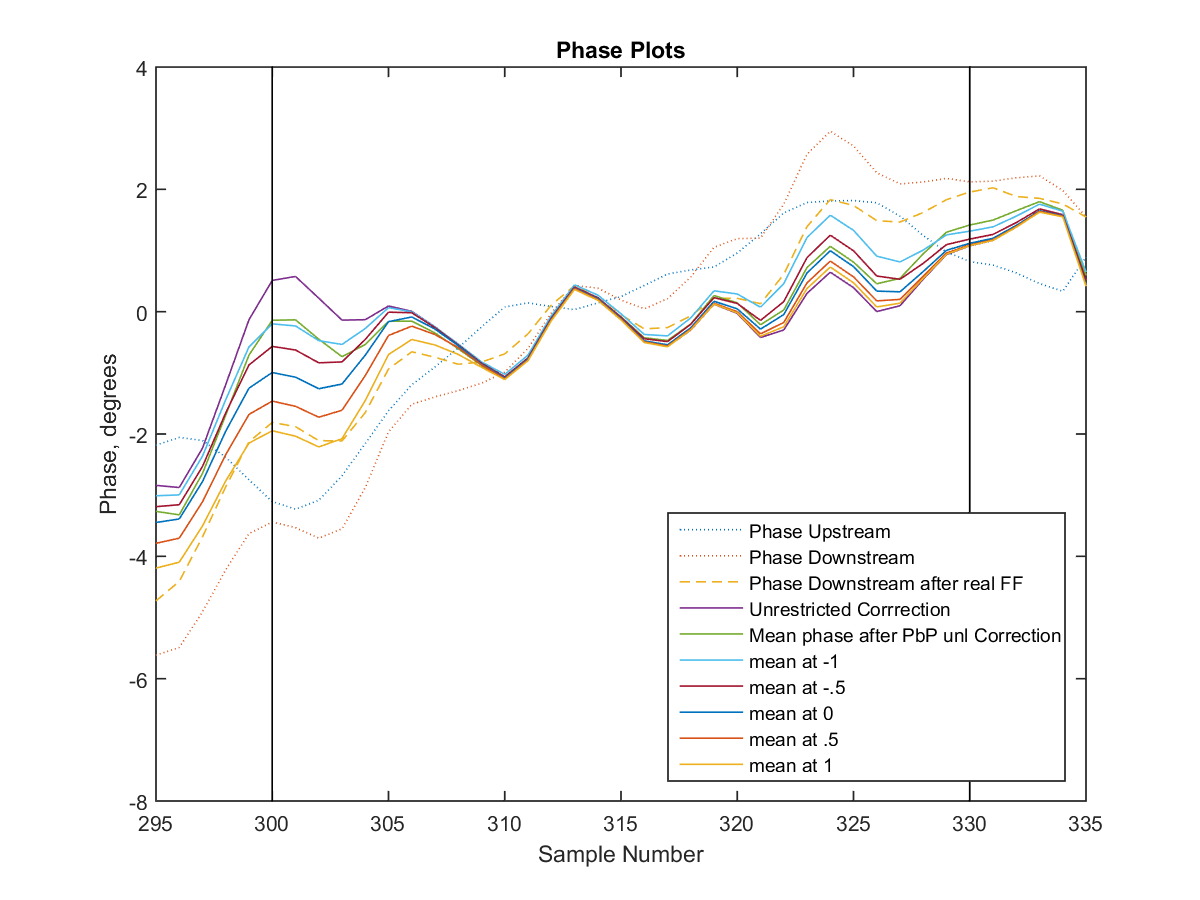 Phase Plots
Phase, degrees
4
2
0
-2
-4
-6
-8
295 300 305 310 315 320 325 330 335
Sample Number
Phase Upstream
Phase Downstream
Phase Downstream after real FF
Unrestricted Corrrection
Mean phase after PbP unl Correction
mean at -1
mean at -.5
mean at 0
mean at .5
mean at 1